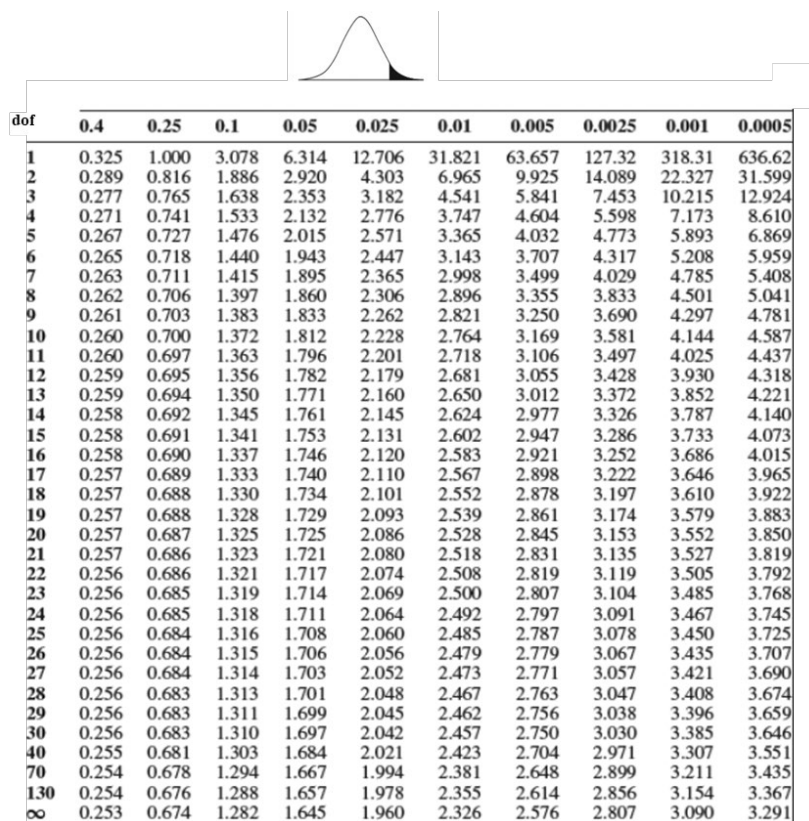 dof 0.4 0.25 0.1 0.05 0.025 0.01 0.005 0.0025 0.001 0.0005
1 0.325 1.000 3.078 6.314 12.706 31.821 63.657 127.32 318.31 636.62
2 0.289 0.816 1.886 2.920 4.303 6.965 9.925 14.089 22.327 31.599
3 0.277 0.765 1.638 2.353 3.182 4.541 5.841 7.453 10.215 12.924
4 0.271 0.741 1.533 2.132 2.776 3.747 4.604 5.598 7.173 8.610
5 0.267 0.727 1.476 2.015 2.571 3.365 4.032 4.773 5.893 6.869
6 0.265 0.718 1.440 1.943 2.447 3.143 3.707 4.317 5.208 5.959
7 0.263 0.711 1.415 1.895 2.365 2.998 3.499 4.029 4.785 5.408
8 0.262 0.706 1.397 1.860 2.306 2.896 3.355 3.833 4.501 5.041
9 0.261 0.703 1.383 1.833 2.262 2.821 3.250 3.690 4.297 4.781
10 0.260 0.700 1.372 1.812 2.228 2.764 3.169 3.581 4.144 4.587
11 0.260 0.697 1.363 1.796 2.201 2.718 3.106 3.497 4.025 4.437
12 0.259 0.695 1.356 1.782 2.179 2.681 3.055 3.428 3.930 4.318
13 0.259 0.694 1.350 1.771 2.160 2.650 3.012 3.372 3.852 4.221
14 0.258 0.692 1.345 1.761 2.145 2.624 2.977 3.326 3.787 4.140
15 0.258 0.691 1.341 1.753 2.131 2.602 2.947 3.286 3.733 4.073
16 0.258 0.690 1.337 1.746 2.120 2.583 2.921 3.252 3.686 4.015
17 0.257 0.689 1.333 1.740 2.110 2.567 2.898 3.222 3.646 3.965
18 0.257 0.688 1.330 1.734 2.101 2.552 2.878 3.197 3.610 3.922
19 0.257 0.688 1.328 1.729 2.093 2.539 2.861 3.174 3.579 3.883
20 0.257 0.687 1.325 1.725 2.086 2.528 2.845 3.153 3.552 3.850
21 0.257 0.686 1.323 1.721 2.080 2.518 2.831 3.135 3.527 3.819
22 0.256 0.686 1.321 1.717 2.074 2.508 2.819 3.119 3.505 3.792
23 0.256 0.685 1.319 1.714 2.069 2.500 2.807 3.104 3.485 3.768
24 0.256 0.685 1.318 1.711 2.064 2.492 2.797 3.091 3.467 3.745
25 0.256 0.684 1.316 1.708 2.060 2.485 2.787 3.078 3.450 3.725
26 0.256 0.684 1.315 1.706 2.056 2.479 2.779 3.067 3.435 3.707
27 0.256 0.684 1.314 1.703 2.052 2.473 2.771 3.057 3.421 3.690
28 0.256 0.683 1.313 1.701 2.048 2.467 2.763 3.047 3.408 3.674
29 0.256 0.683 1.311 1.699 2.045 2.462 2.756 3.038 3.396 3.659
30 0.256 0.683 1.310 1.697 2.042 2.457 2.750 3.030 3.385 3.646
40 0.255 0.681 1.303 1.684 2.021 2.423 2.704 2.971 3.307 3.551
70 0.254 0.678 1.294 1.667 1.994 2.381 2.648 2.899 3.211 3.435
130 0.254 0.676 1.288 1.657 1.978 2.355 2.614 2.856 3.154 3.367
∞ 0.253 0.674 1.282 1.645 1.960 2.326 2.576 2.807 3.090 3.291